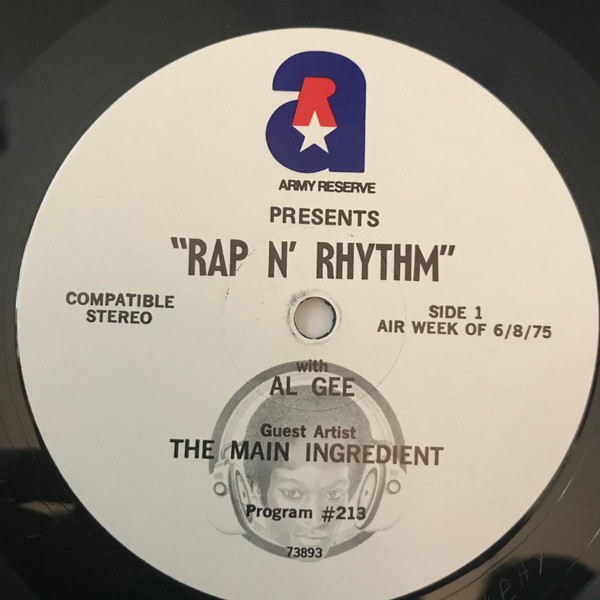 a
R
ARMY RESERVE
PRESENTS
"RAP N' RHYTHM"
COMPATIBLE
STEREO
SIDE 1
AIR WEEK OF 6/8/75
with
AL GEE
Guest Artist
THE MAIN INGREDIENT
Program #213
73893